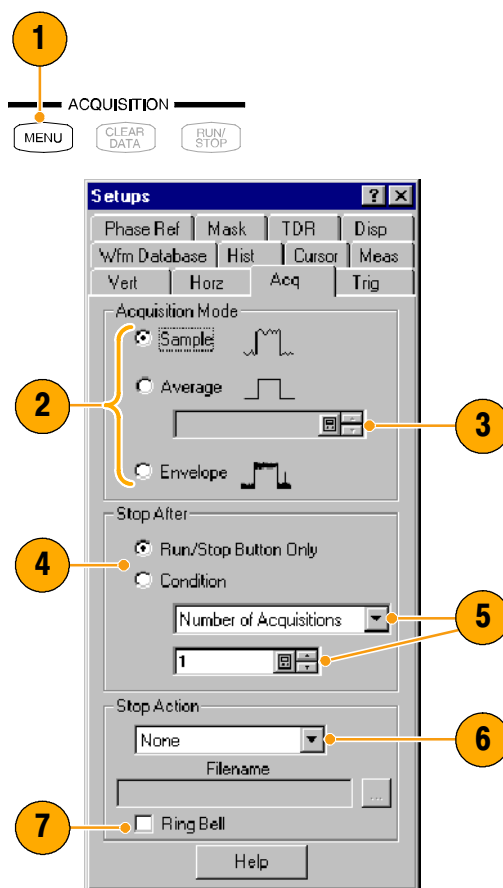 1
ACQUISITION
MENU CLEAR DATA RUN/STOP
Setups
Phase Ref Mask TDR Disp
Wfm Database Hist Cursor Meas
Vert Horz Acq Trig
Acquisition Mode
Sample
2
Average
3
Envelope
Stop After
Run/Stop Button Only
4
Condition
Number of Acquisitions
5
1
Stop Action
None
6
Filename
...
7
Ring Bell
Help